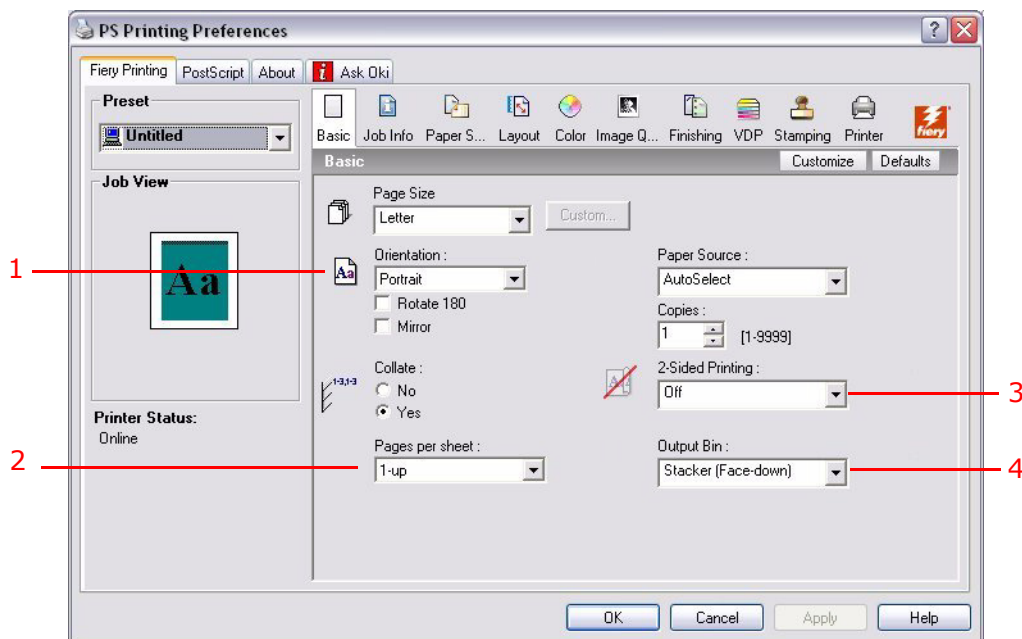 PS Printing Preferences
Fiery Printing PostScript About i Ask Oki
Preset
Untitled
Job View
Aa
Printer Status:
Online
Basic Job Info Paper S... Layout Color Image Q... Finishing VDP Stamping Printer
fiery
Basic Customize Defaults
Page Size
Letter Custom...
1
Aa
Orientation :
Portrait
Rotate 180
Mirror
Paper Source :
AutoSelect
Copies :
1 [1-9999]
1-3,1-3
Collate :
No
Yes
2-Sided Printing :
Off
3
2
Pages per sheet :
1-up
Output Bin :
Stacker (Face-down)
4
OK Cancel Apply Help